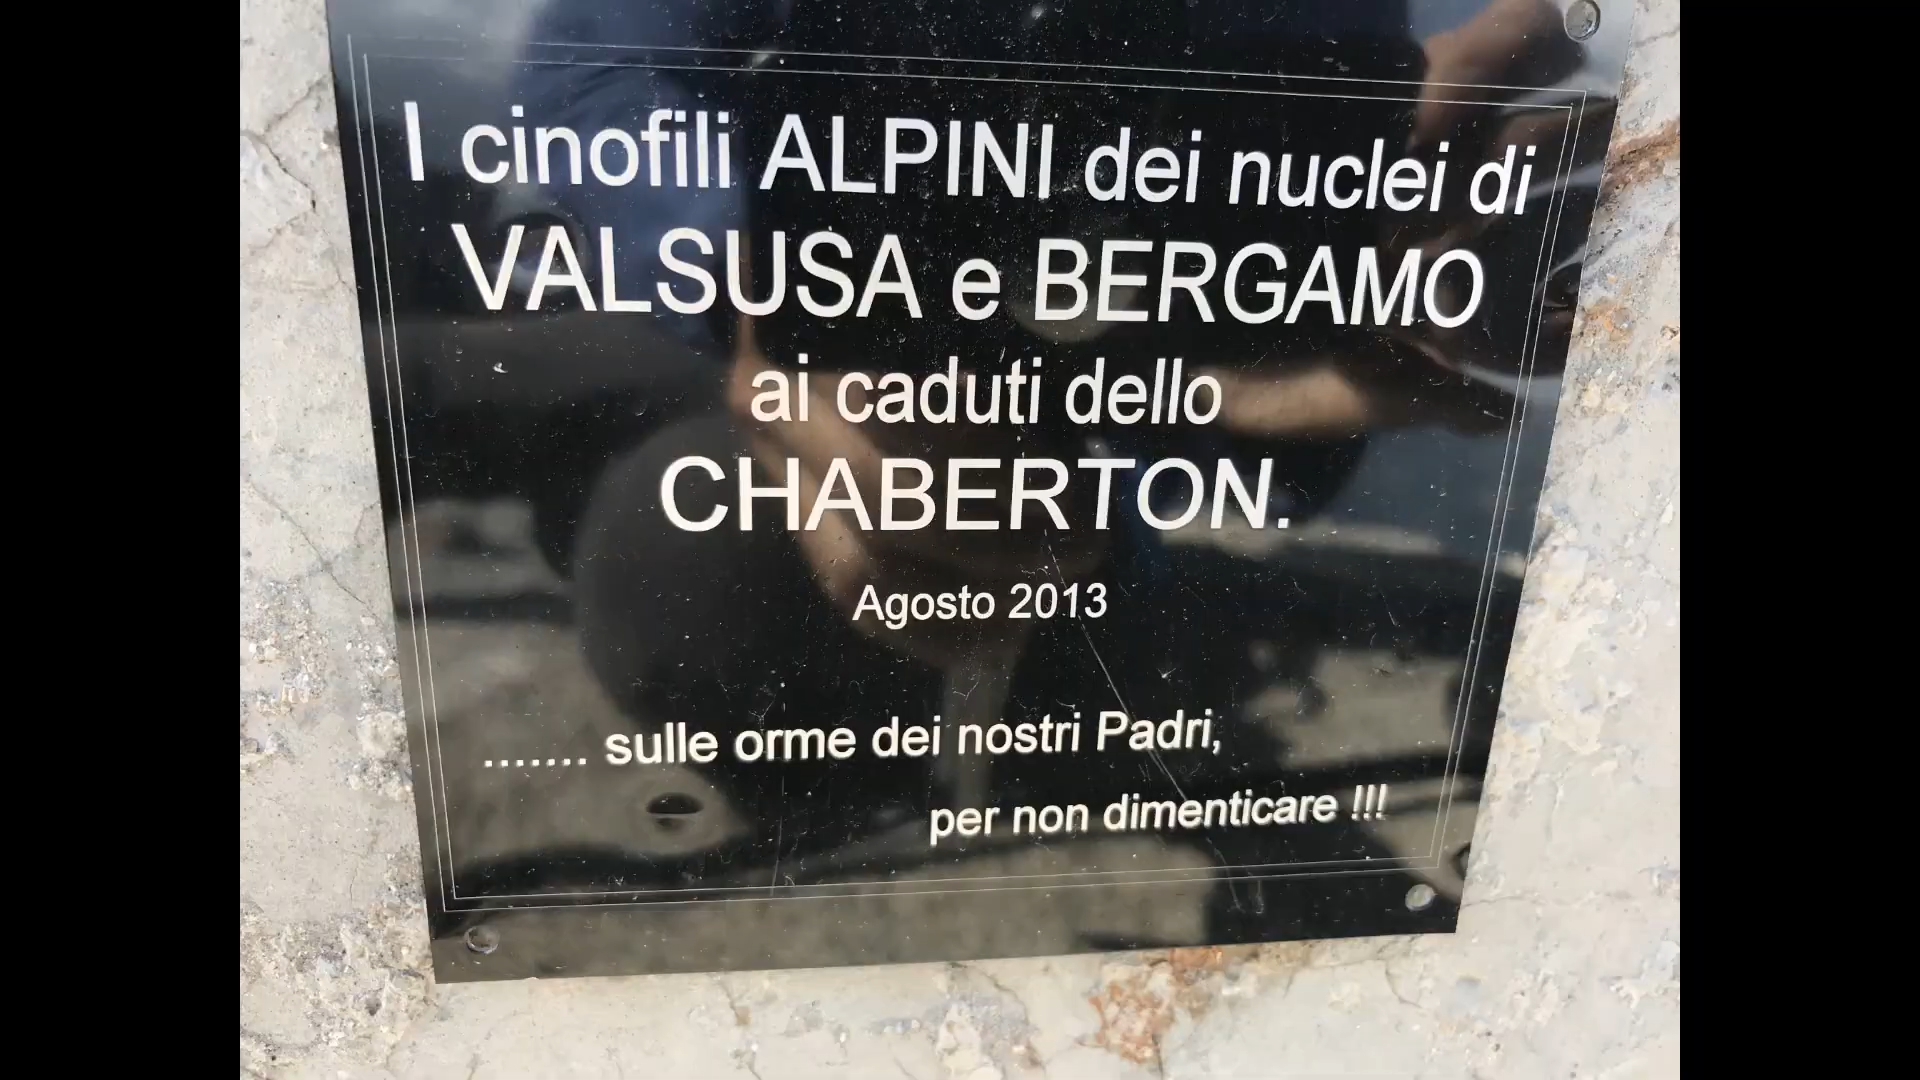 I cinofili ALPINI dei nuclei di
VALSUSA e BERGAMO
ai caduti dello
CHABERTON.
Agosto 2013
....... sulle orme dei nostri Padri,
per non dimenticare !!!